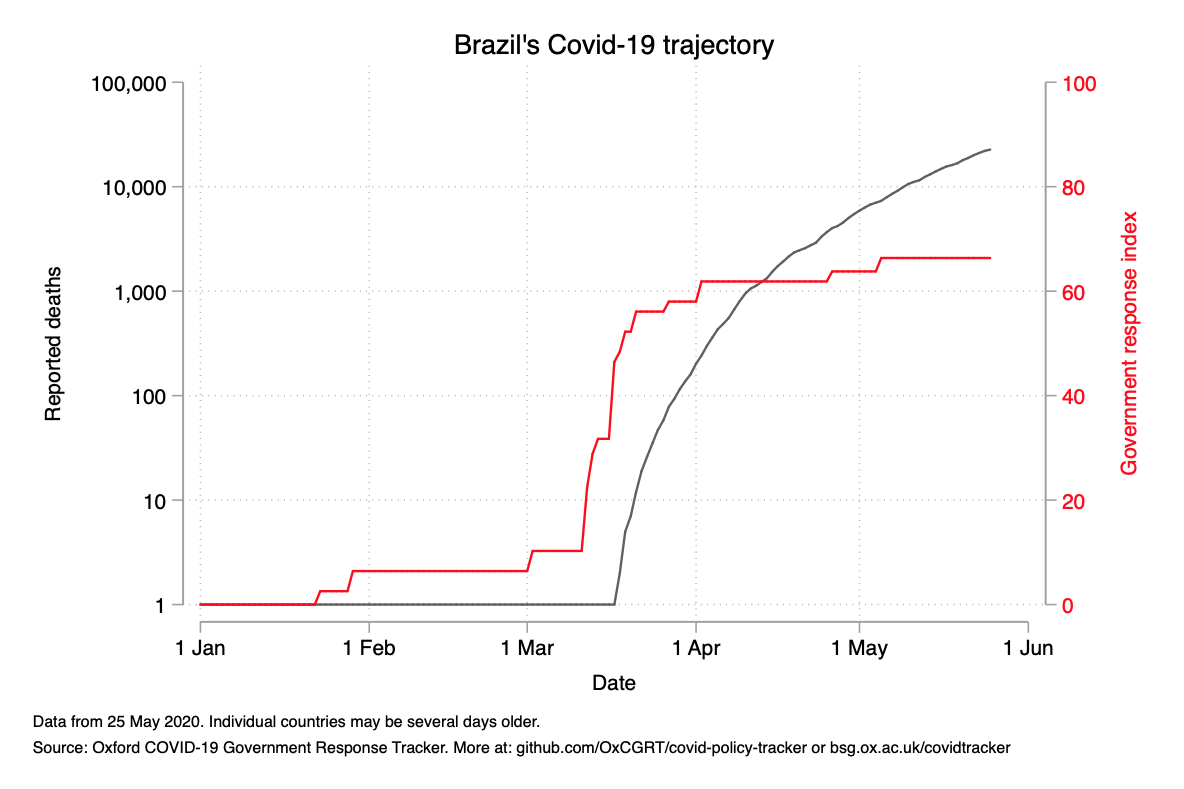 Brazil's Covid-19 trajectory
100,000
10,000
1,000
100
10
1
Reported deaths
100
80
60
40
20
0
Government response index
1 Jan
1 Feb
1 Mar
1 Apr
1 May
1 Jun
Date
Data from 25 May 2020. Individual countries may be several days older.
Source: Oxford COVID-19 Government Response Tracker. More at: github.com/OxCGRT/covid-policy-tracker or bsg.ox.ac.uk/covidtracker